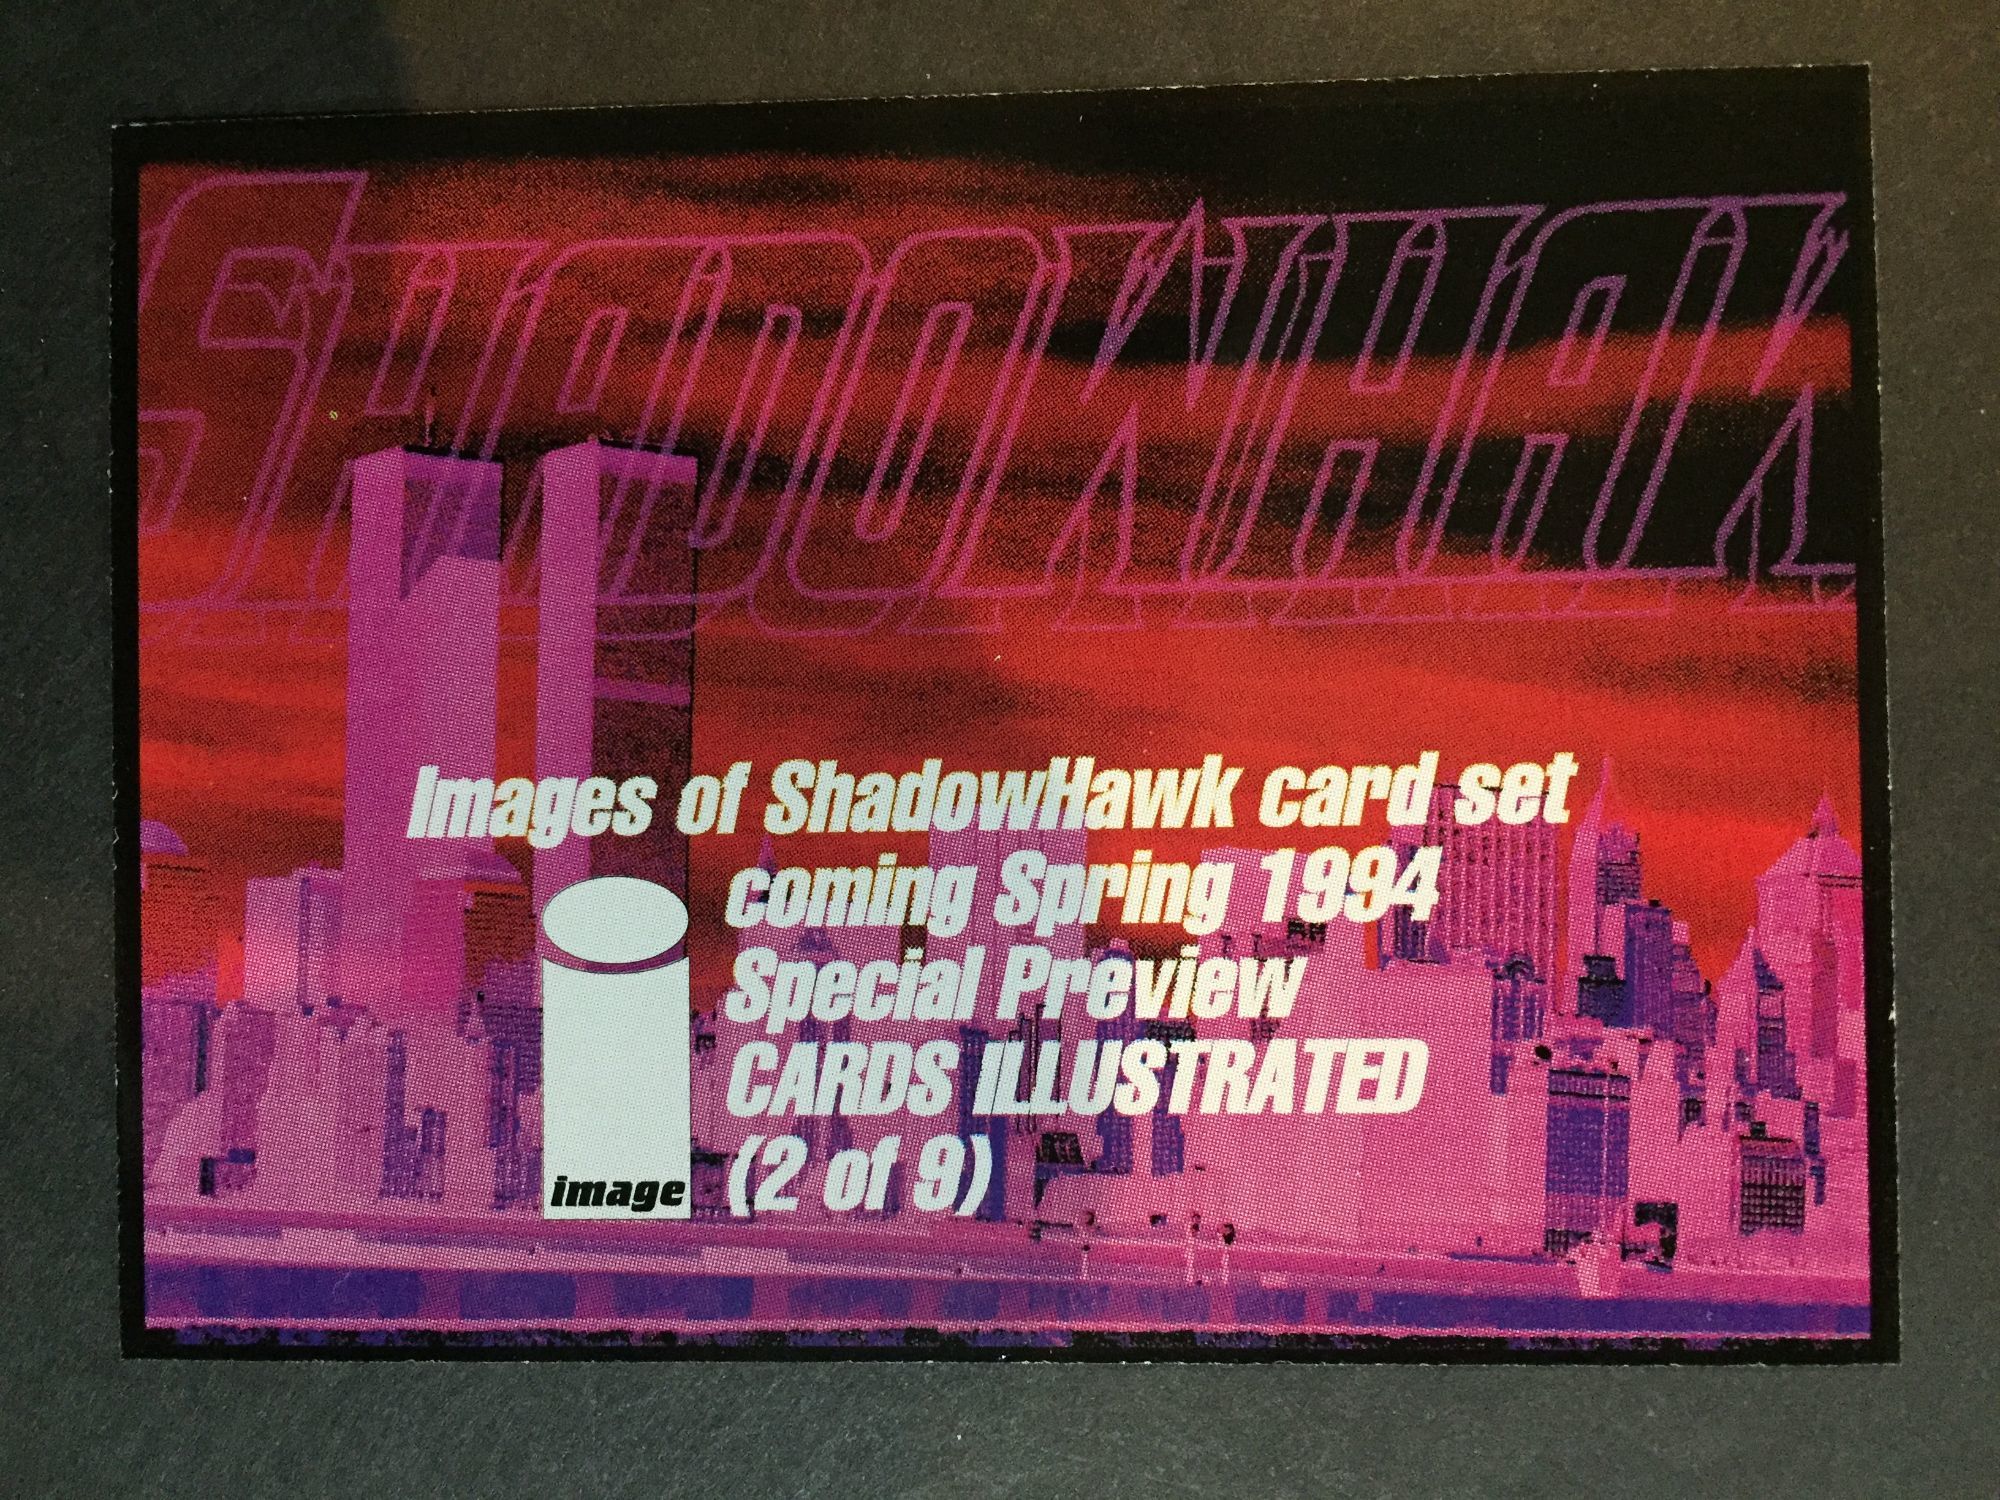 SHADOWHAWK
Images of ShadowHawk card set
coming Spring 1994
Special Preview
CARDS ILLUSTRATED
(2 of 9)
image